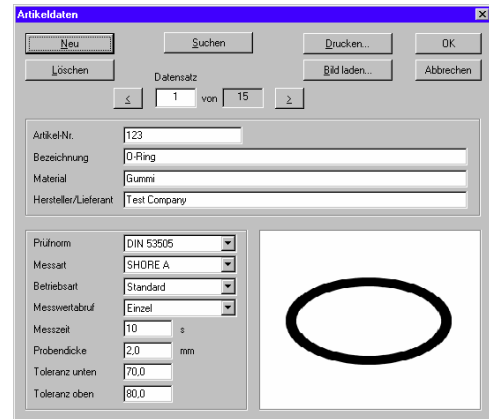 Artikeldaten
Neu
Suchen
Drucken...
OK
Löschen
Datensatz
Bild laden...
Abbrechen
< 1 von 15 >
Artikel-Nr. 123
Bezeichnung O-Ring
Material Gummi
Hersteller/Lieferant Test Company
Prüfnorm DIN 53505
Messart SHORE A
Betriebsart Standard
Messwertabruf Einzel
Messzeit 10 s
Probendicke 2,0 mm
Toleranz unten 70,0
Toleranz oben 80,0